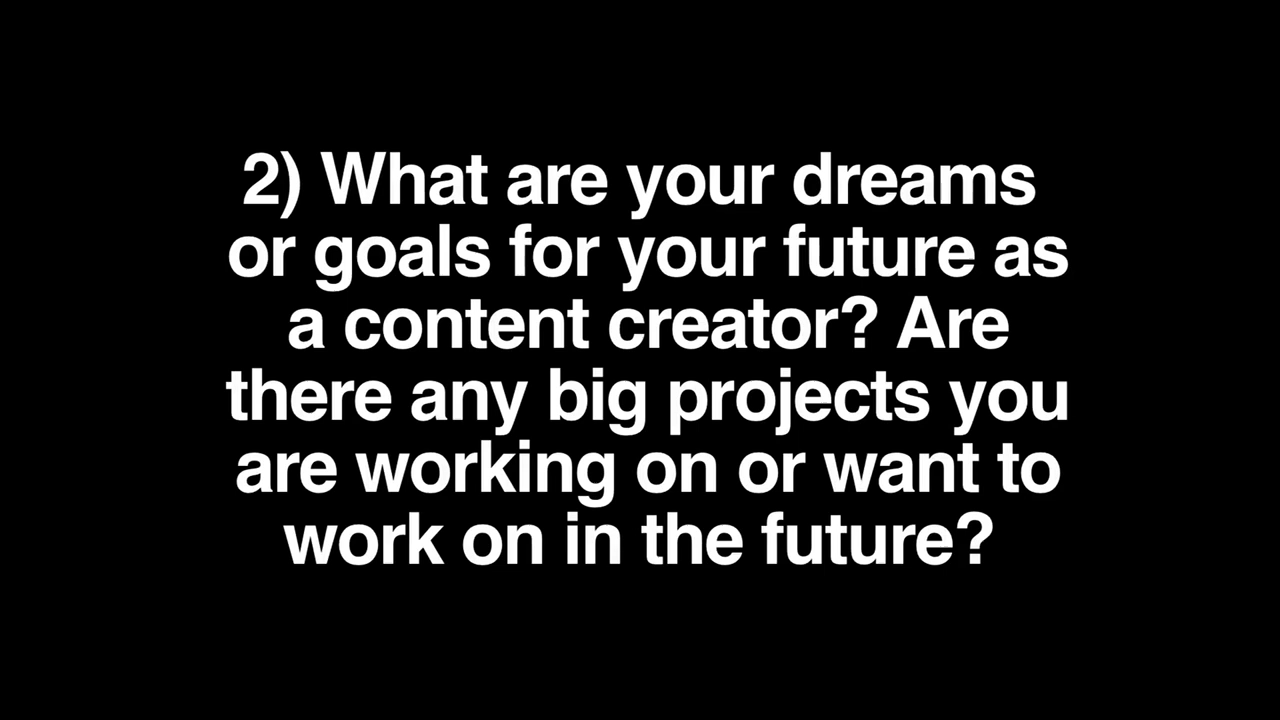 2) What are your dreams
or goals for your future as
a content creator? Are
there any big projects you
are working on or want to
work on in the future?